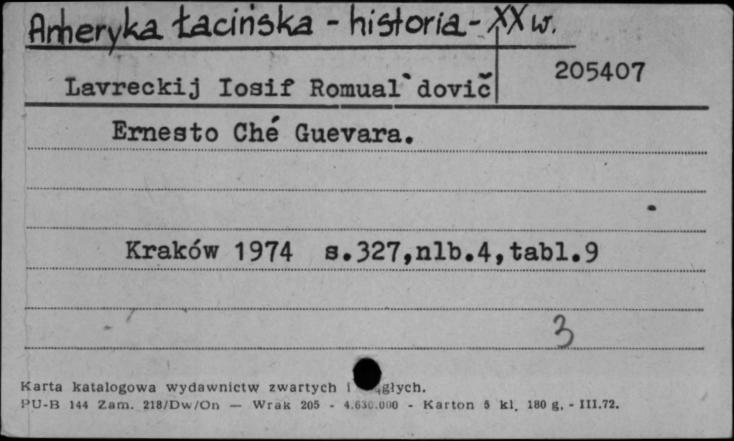 Ameryka Łacińska - historia - XX w.
205407
Lavreckij Iosif Romual`dovič
Ernesto Ché Guevara.
Kraków 1974 s.327,nlb.4,tabl.9
3
Karta katalogowa wydawnictw zwartych i
PU-B 144 Zam. 218/Dw/On — Wrak 205 - 4.630.000 - Karton 5 kl. 180 g. - III.72.